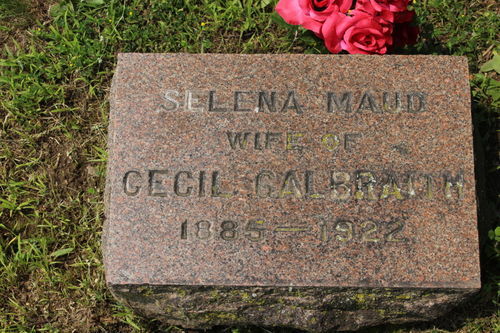 SELENA MAUD
WIFE OF
CECIL GALBRAITH
1885—1922